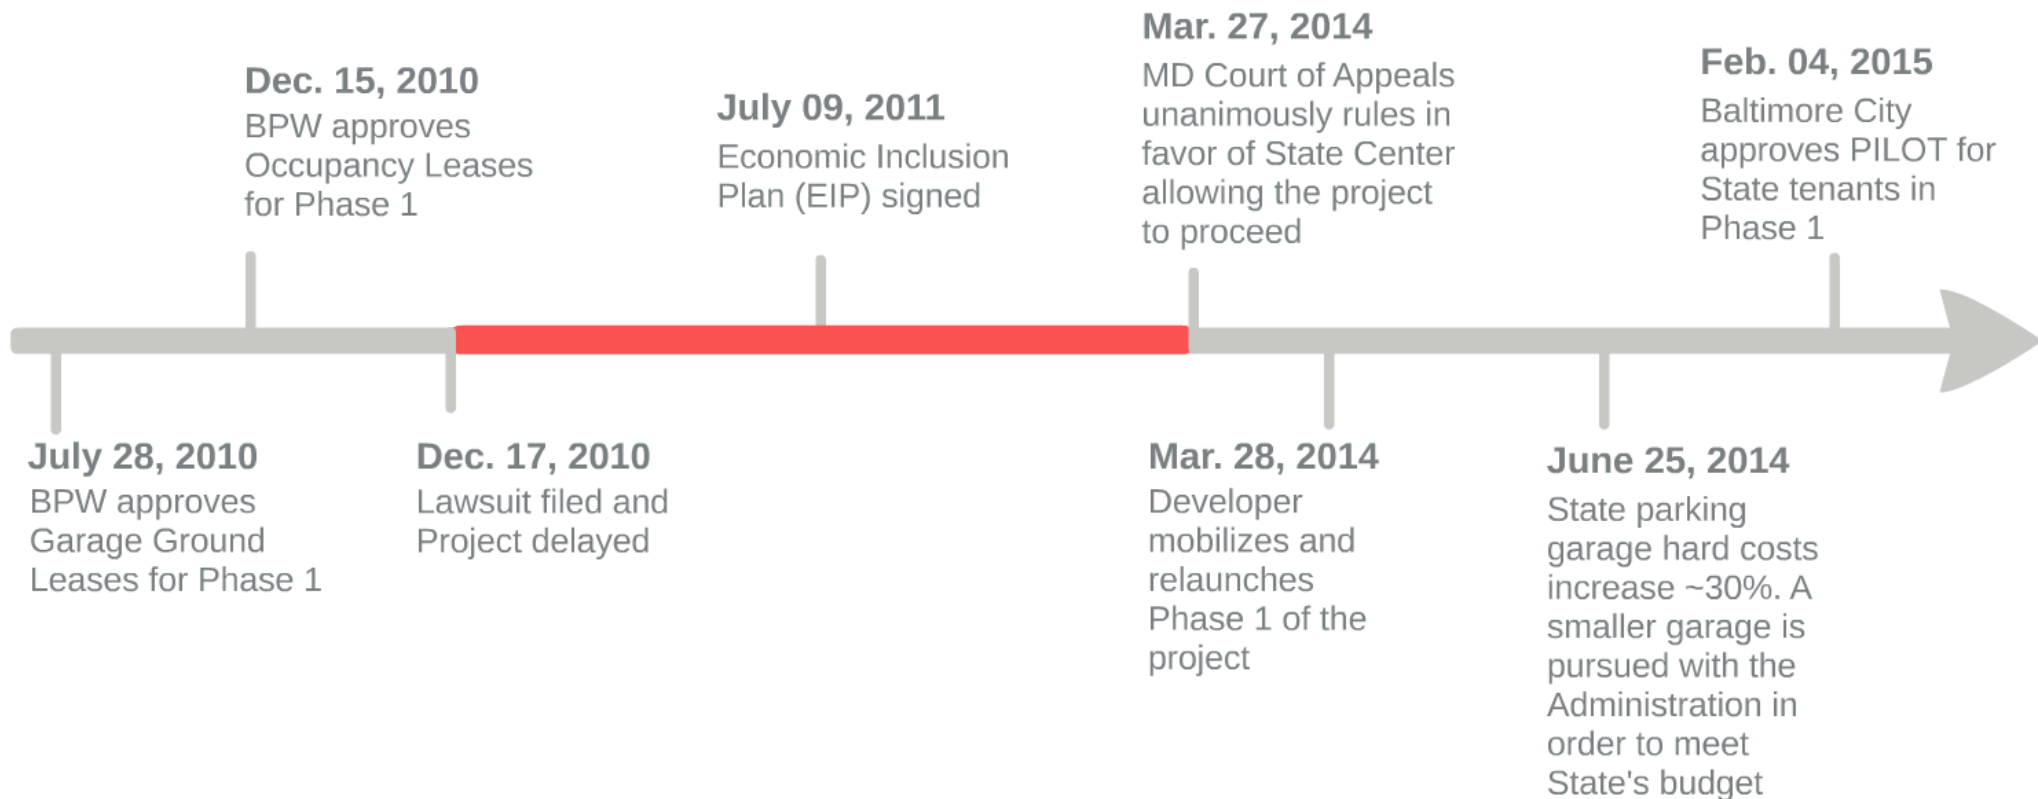 July 28, 2010
BPW approves
Garage Ground
Leases for Phase 1
Dec. 15, 2010
BPW approves
Occupancy Leases
for Phase 1
Dec. 17, 2010
Lawsuit filed and
Project delayed
July 09, 2011
Economic Inclusion
Plan (EIP) signed
Mar. 27, 2014
MD Court of Appeals
unanimously rules in
favor of State Center
allowing the project
to proceed
Mar. 28, 2014
Developer
mobilizes and
relaunches
Phase 1 of the
project
June 25, 2014
State parking
garage hard costs
increase ~30%. A
smaller garage is
pursued with the
Administration in
order to meet
State's budget
Feb. 04, 2015
Baltimore City
approves PILOT for
State tenants in
Phase 1